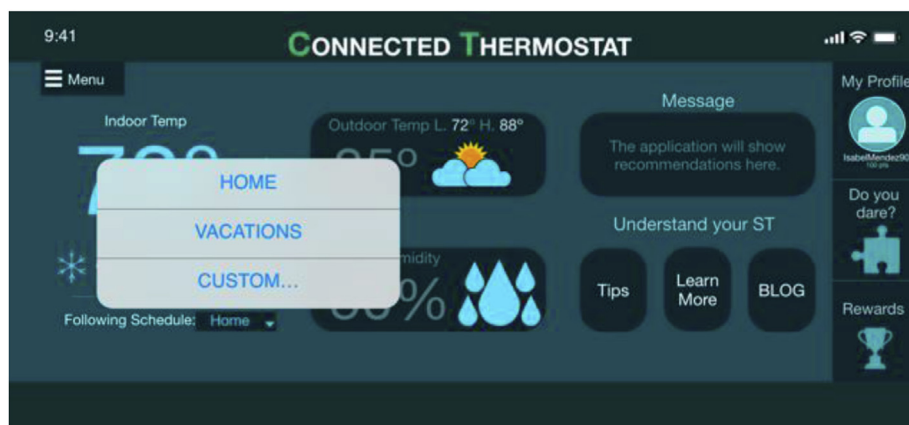 9:41
CONNECTED THERMOSTAT
Menu
My Profile
IsabelMendez90
100 pts
Indoor Temp
Outdoor Temp L. 72° H. 88°
Message
The application will show
recommendations here.
HOME
VACATIONS
CUSTOM...
Do you
dare?
Understand your ST
Tips
Learn
More
BLOG
Following Schedule: Home
Rewards